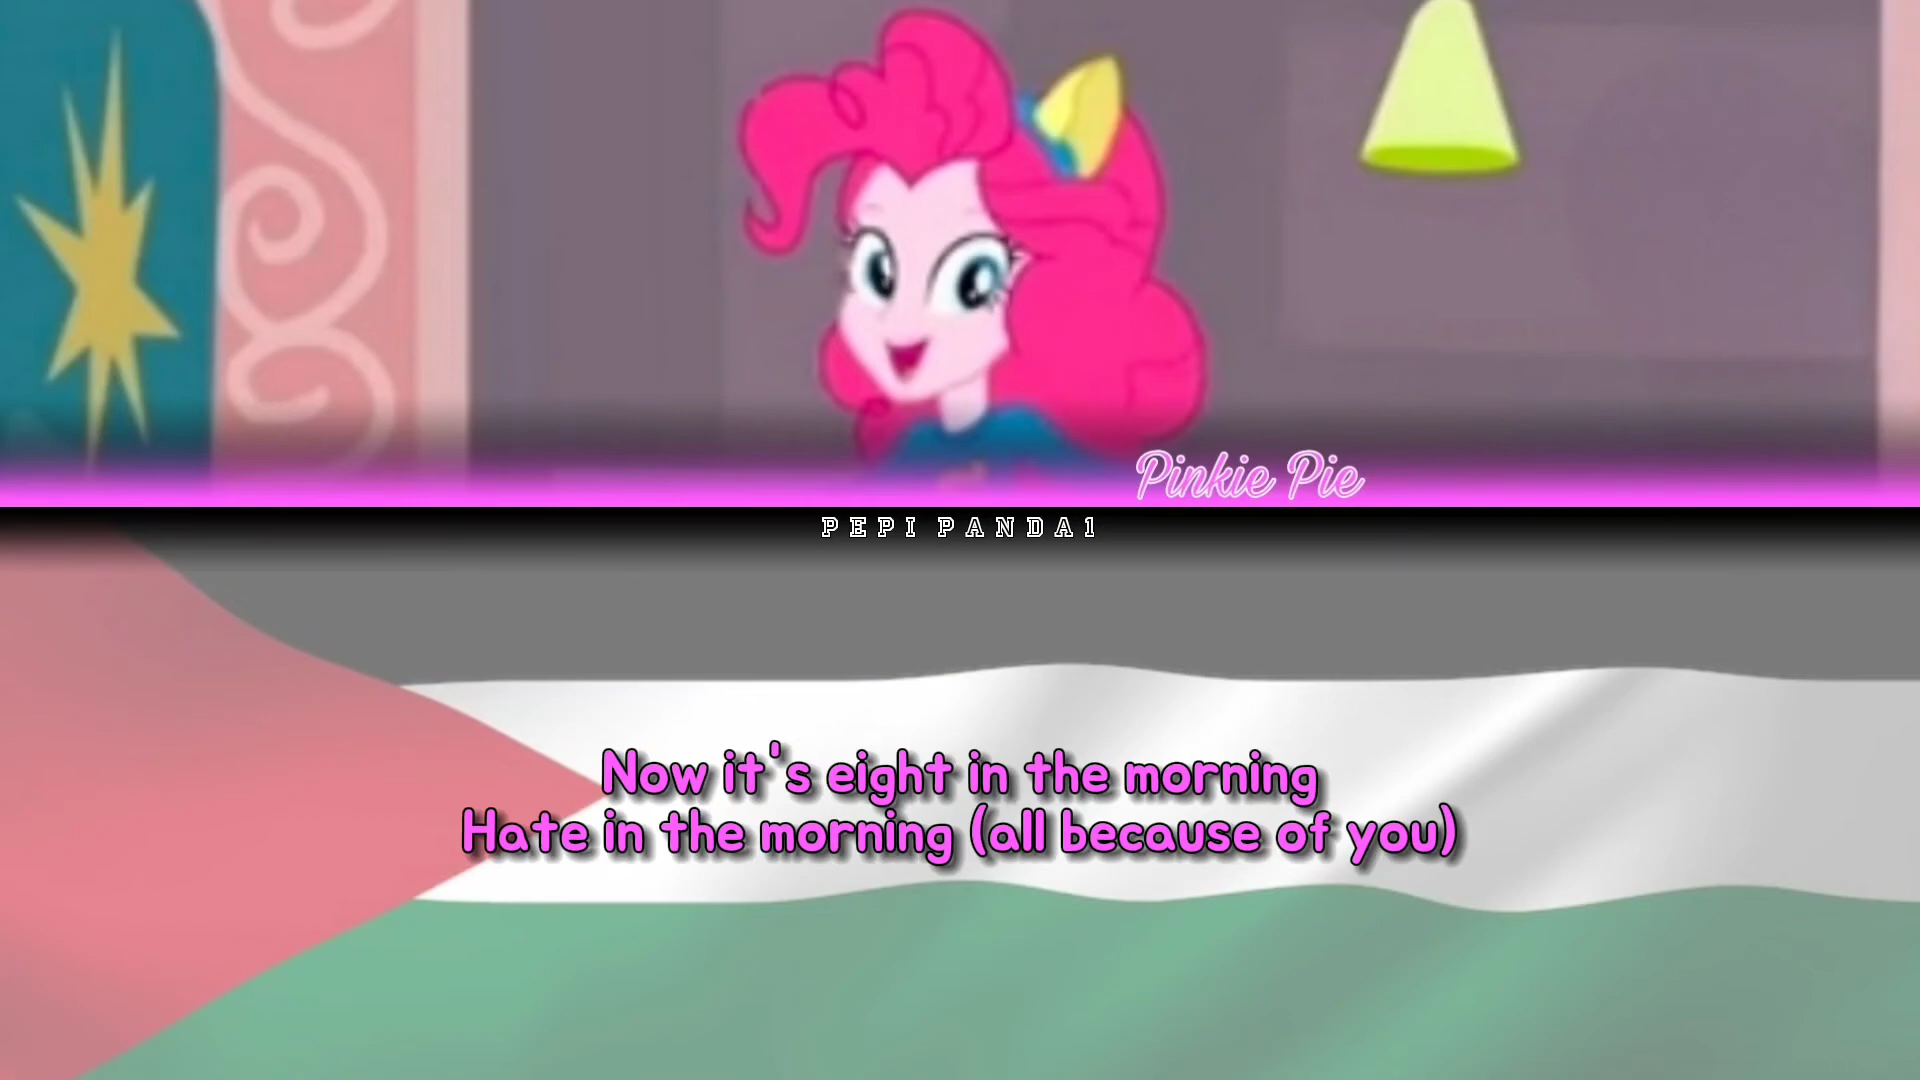 Pinkie Pie
PEPI PANDA1
Now it's eight in the morning
Hate in the morning (all because of you)